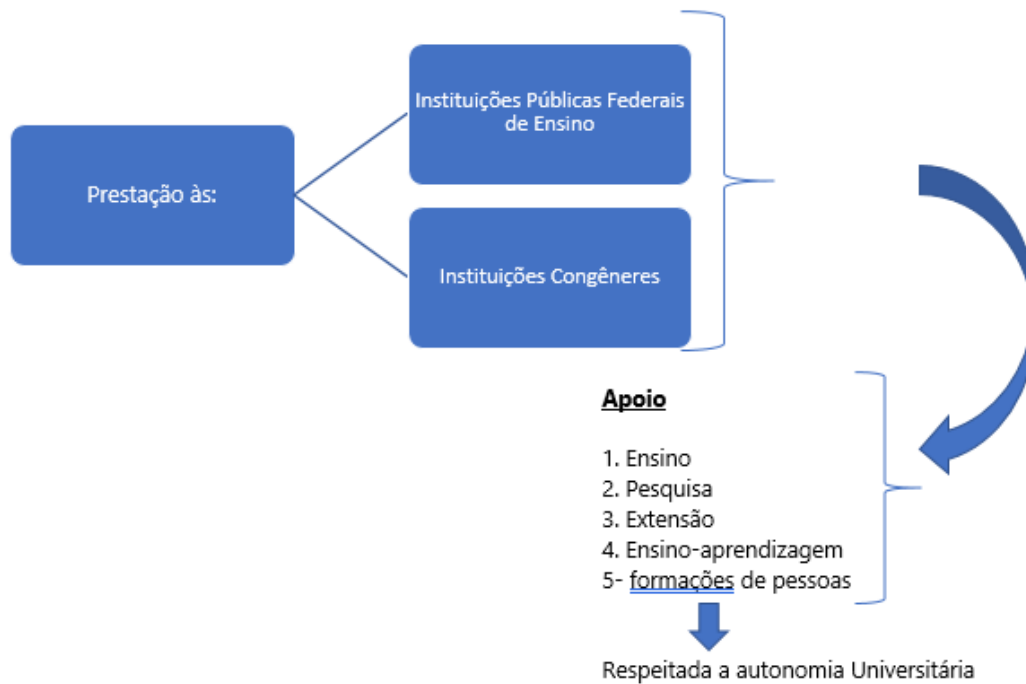 Prestação às:
Instituições Públicas Federais
de Ensino
Instituições Congêneres
Apoio
1. Ensino
2. Pesquisa
3. Extensão
4. Ensino-aprendizagem
5- formações de pessoas
Respeitada a autonomia Universitária